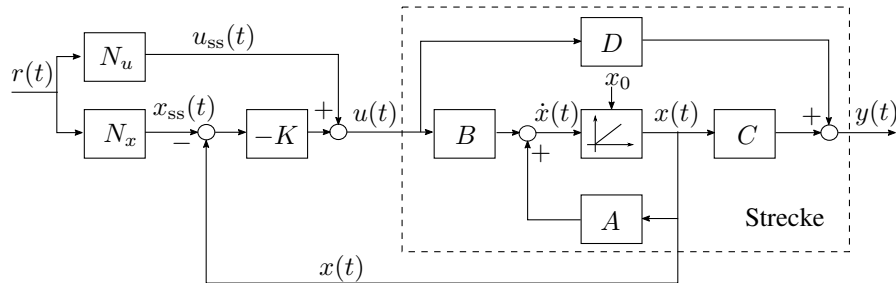 r(t)
N_u
u_ss(t)
N_x
x_ss(t)
−
−K
+
u(t)
B
ẋ(t)
+
x_0
x(t)
D
C
+
y(t)
A
Strecke
x(t)